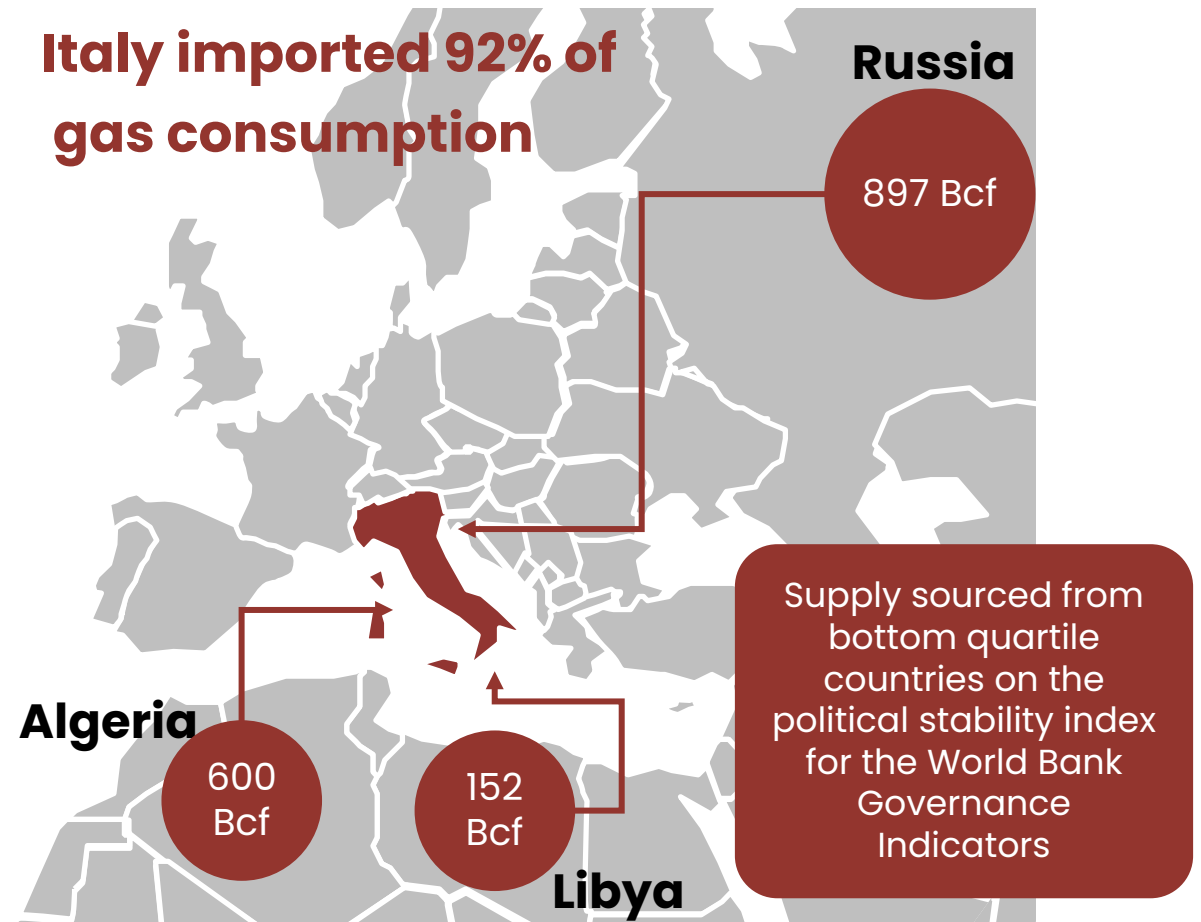 Italy imported 92% of
gas consumption
Russia
897 Bcf
Algeria
600
Bcf
152
Bcf
Libya
Supply sourced from
bottom quartile
countries on the
political stability index
for the World Bank
Governance
Indicators